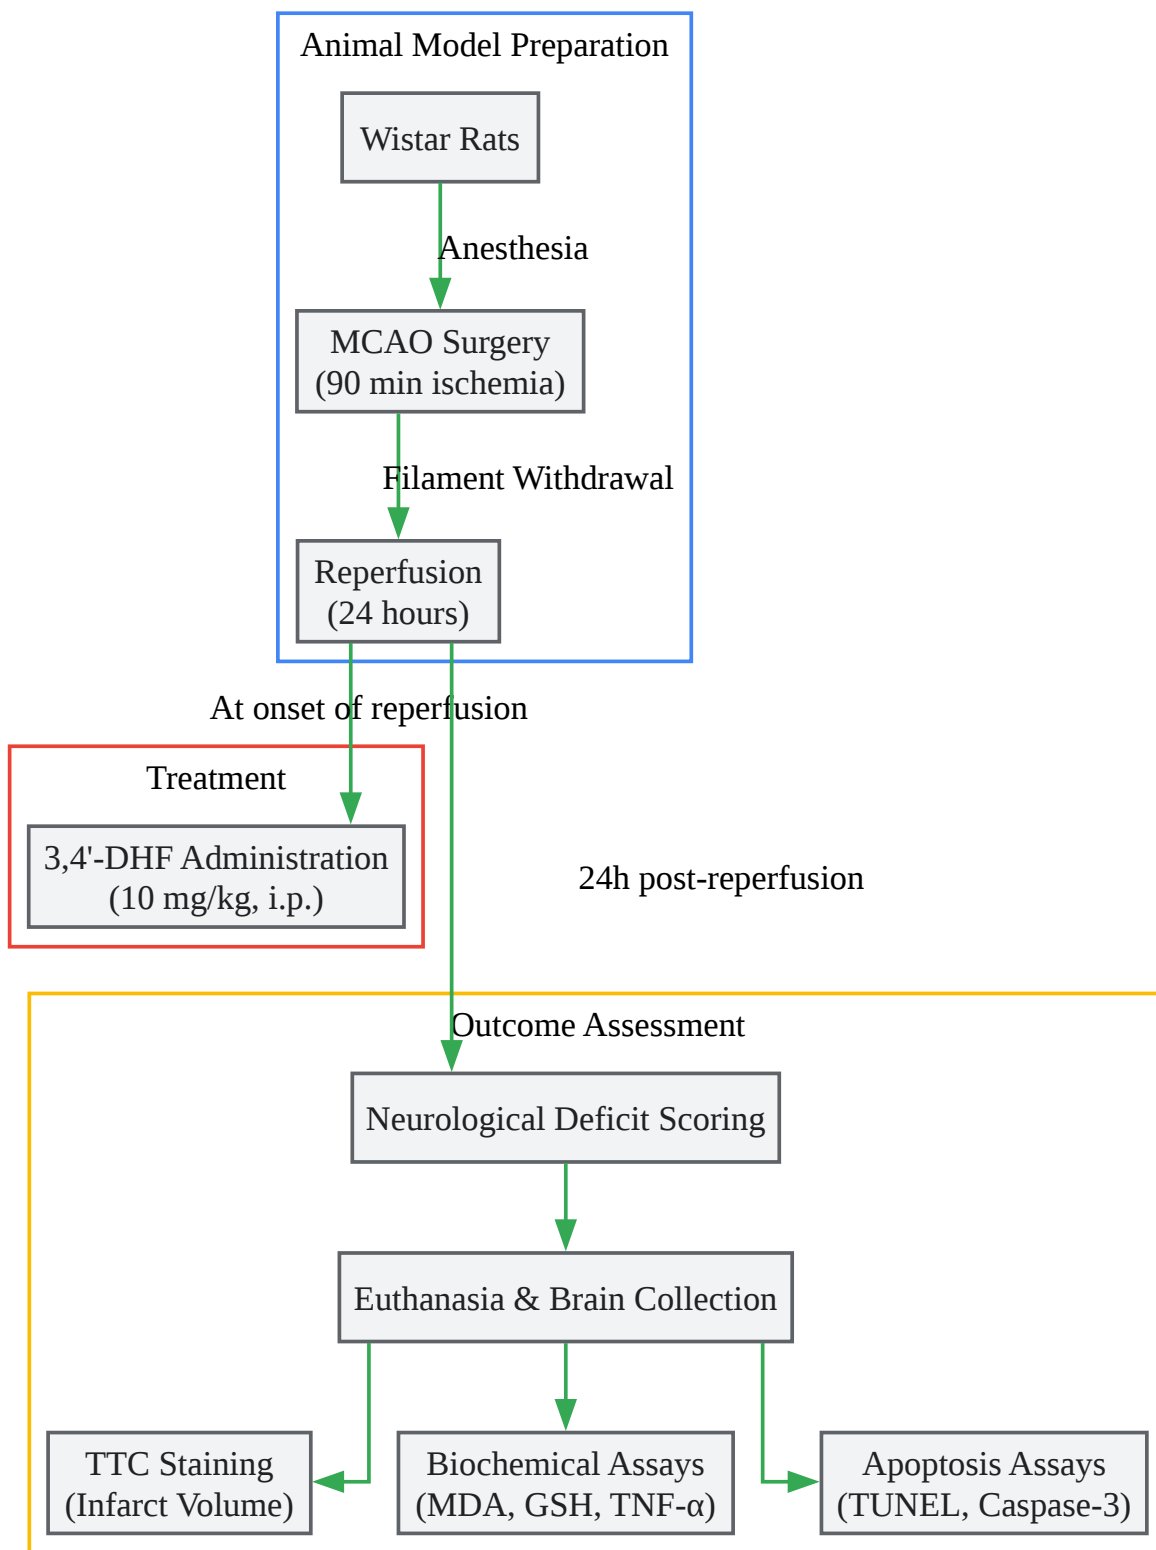 Animal Model Preparation
Wistar Rats
Anesthesia
MCAO Surgery
(90 min ischemia)
Filament Withdrawal
Reperfusion
(24 hours)
At onset of reperfusion
Treatment
3,4'-DHF Administration
(10 mg/kg, i.p.)
24h post-reperfusion
Outcome Assessment
Neurological Deficit Scoring
Euthanasia & Brain Collection
TTC Staining
(Infarct Volume)
Biochemical Assays
(MDA, GSH, TNF-α)
Apoptosis Assays
(TUNEL, Caspase-3)